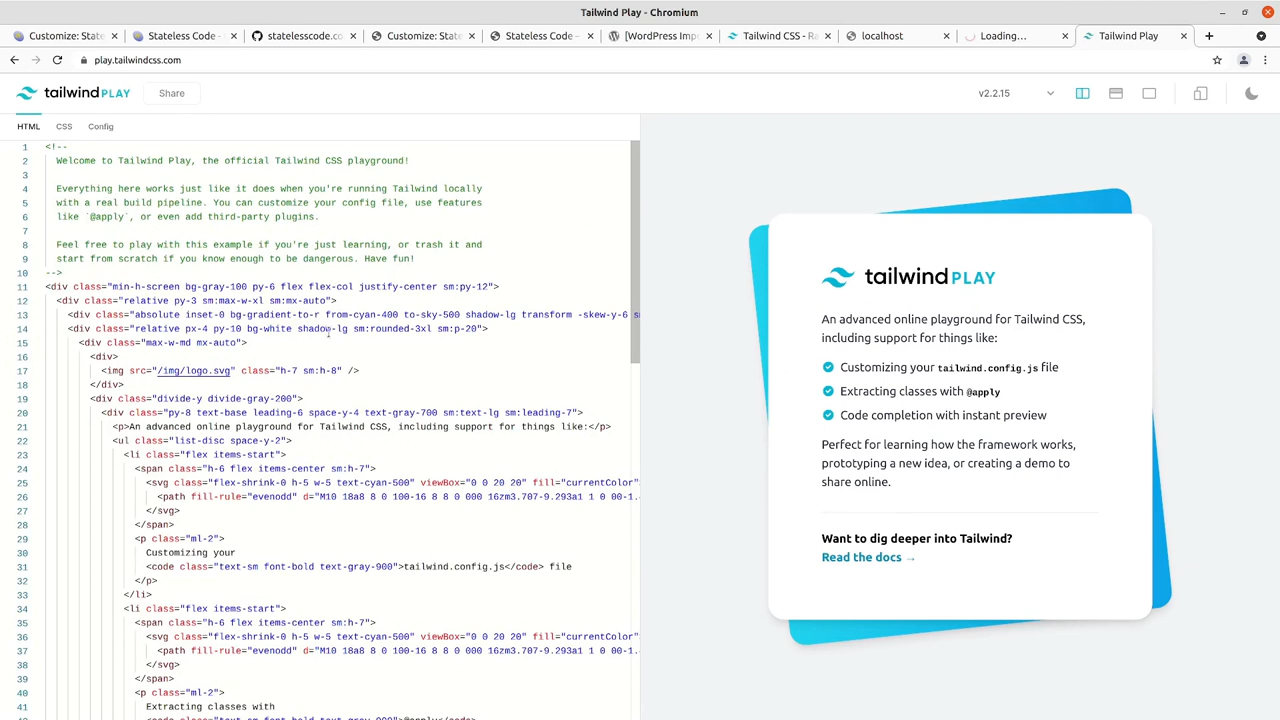 Tailwind Play - Chromium
Customize: State
Stateless Code -
statelesscode.co
Customize: State
Stateless Code -
[WordPress Impo
Tailwind CSS - Ra
localhost
Loading...
Tailwind Play
play.tailwindcss.com
tailwind PLAY
Share
v2.2.15
HTML
CSS
Config
1 <!--
2 Welcome to Tailwind Play, the official Tailwind CSS playground!
3
4 Everything here works just like it does when you're running Tailwind locally
5 with a real build pipeline. You can customize your config file, use features
6 like `@apply`, or even add third-party plugins.
7
8 Feel free to play with this example if you're just learning, or trash it and
9 start from scratch if you know enough to be dangerous. Have fun!
10 -->
11 <div class="min-h-screen bg-gray-100 py-6 flex flex-col justify-center sm:py-12">
12 <div class="relative py-3 sm:max-w-xl sm:mx-auto">
13 <div class="absolute inset-0 bg-gradient-to-r from-cyan-400 to-sky-500 shadow-lg transform -skew-y-6 s
14 <div class="relative px-4 py-10 bg-white shadow-lg sm:rounded-3xl sm:p-20">
15 <div class="max-w-md mx-auto">
16 <div>
17 <img src="/img/logo.svg" class="h-7 sm:h-8" />
18 </div>
19 <div class="divide-y divide-gray-200">
20 <div class="py-8 text-base leading-6 space-y-4 text-gray-700 sm:text-lg sm:leading-7">
21 <p>An advanced online playground for Tailwind CSS, including support for things like:</p>
22 <ul class="list-disc space-y-2">
23 <li class="flex items-start">
24 <span class="h-6 flex items-center sm:h-7">
25 <svg class="flex-shrink-0 h-5 w-5 text-cyan-500" viewBox="0 0 20 20" fill="currentColor"
26 <path fill-rule="evenodd" d="M10 18a8 8 0 100-16 8 8 0 000 16zm3.707-9.293a1 1 0 00-1.
27 </svg>
28 </span>
29 <p class="ml-2">
30 Customizing your
31 <code class="text-sm font-bold text-gray-900">tailwind.config.js</code> file
32 </p>
33 </li>
34 <li class="flex items-start">
35 <span class="h-6 flex items-center sm:h-7">
36 <svg class="flex-shrink-0 h-5 w-5 text-cyan-500" viewBox="0 0 20 20" fill="currentColor"
37 <path fill-rule="evenodd" d="M10 18a8 8 0 100-16 8 8 0 000 16zm3.707-9.293a1 1 0 00-1.
38 </svg>
39 </span>
40 <p class="ml-2">
41 Extracting classes with
<code class="text-sm font-bold text-gray-900">@apply</code>
tailwind PLAY
An advanced online playground for Tailwind CSS,
including support for things like:
Customizing your tailwind.config.js file
Extracting classes with @apply
Code completion with instant preview
Perfect for learning how the framework works,
prototyping a new idea, or creating a demo to
share online.
Want to dig deeper into Tailwind?
Read the docs →